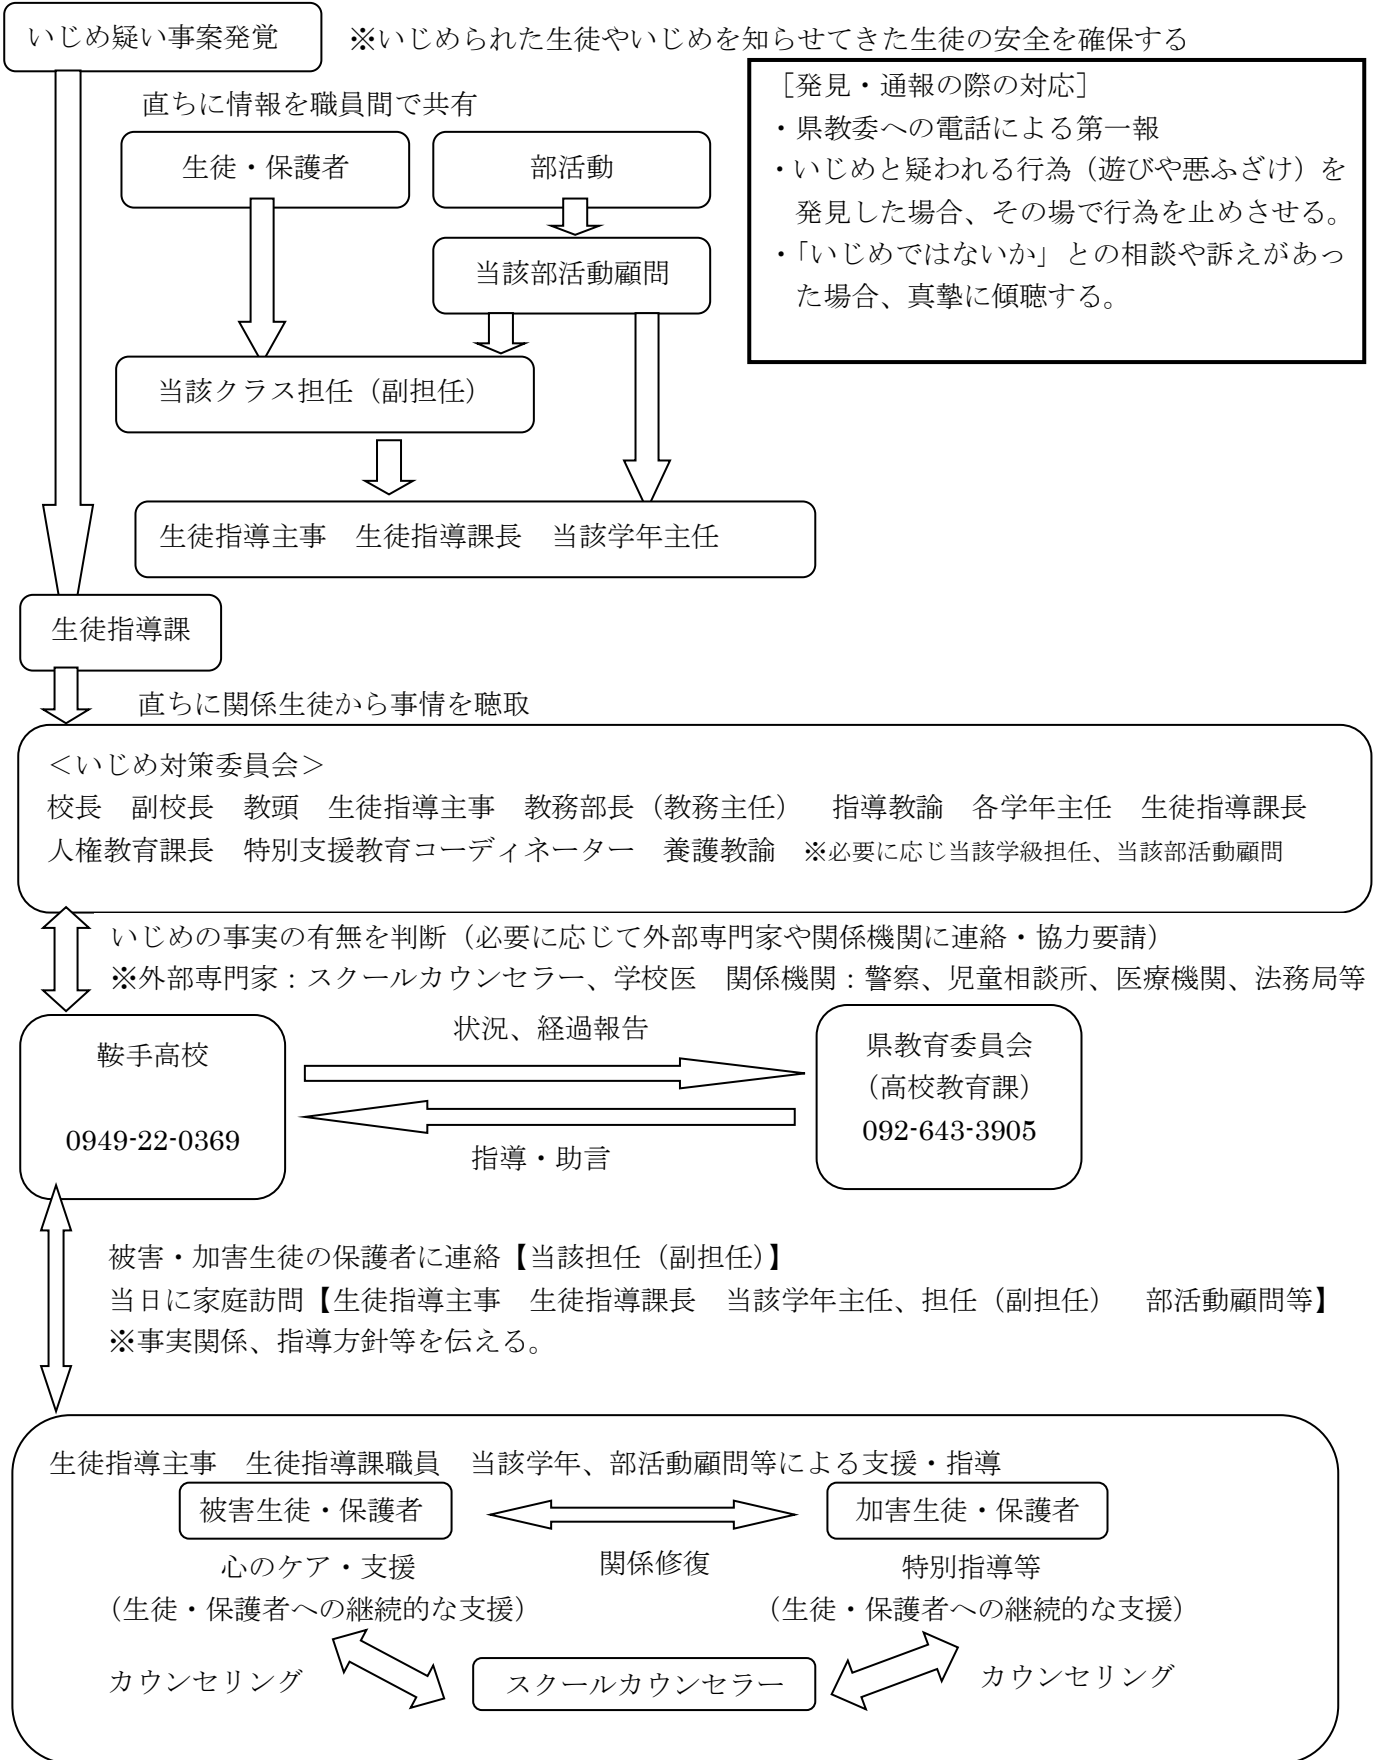 いじめ疑い事案発覚
※いじめられた生徒やいじめを知らせてきた生徒の安全を確保する
［発見・通報の際の対応］
・県教委への電話による第一報
・いじめと疑われる行為（遊びや悪ふざけ）を
発見した場合、その場で行為を止めさせる。
・「いじめではないか」との相談や訴えがあっ
た場合、真摯に傾聴する。
直ちに情報を職員間で共有
生徒・保護者
部活動
当該部活動顧問
当該クラス担任（副担任）
生徒指導主事　生徒指導課長　当該学年主任
生徒指導課
直ちに関係生徒から事情を聴取
＜いじめ対策委員会＞
校長　副校長　教頭　生徒指導主事　教務部長（教務主任）　指導教諭　各学年主任　生徒指導課長
人権教育課長　特別支援教育コーディネーター　養護教諭　※必要に応じ当該学級担任、当該部活動顧問
いじめの事実の有無を判断（必要に応じて外部専門家や関係機関に連絡・協力要請）
※外部専門家：スクールカウンセラー、学校医　関係機関：警察、児童相談所、医療機関、法務局等
鞍手高校
0949-22-0369
状況、経過報告
指導・助言
県教育委員会
（高校教育課）
092-643-3905
被害・加害生徒の保護者に連絡【当該担任（副担任）】
当日に家庭訪問【生徒指導主事　生徒指導課長　当該学年主任、担任（副担任）　部活動顧問等】
※事実関係、指導方針等を伝える。
生徒指導主事　生徒指導課職員　当該学年、部活動顧問等による支援・指導
被害生徒・保護者
加害生徒・保護者
心のケア・支援
関係修復
特別指導等
（生徒・保護者への継続的な支援）
（生徒・保護者への継続的な支援）
カウンセリング
スクールカウンセラー
カウンセリング